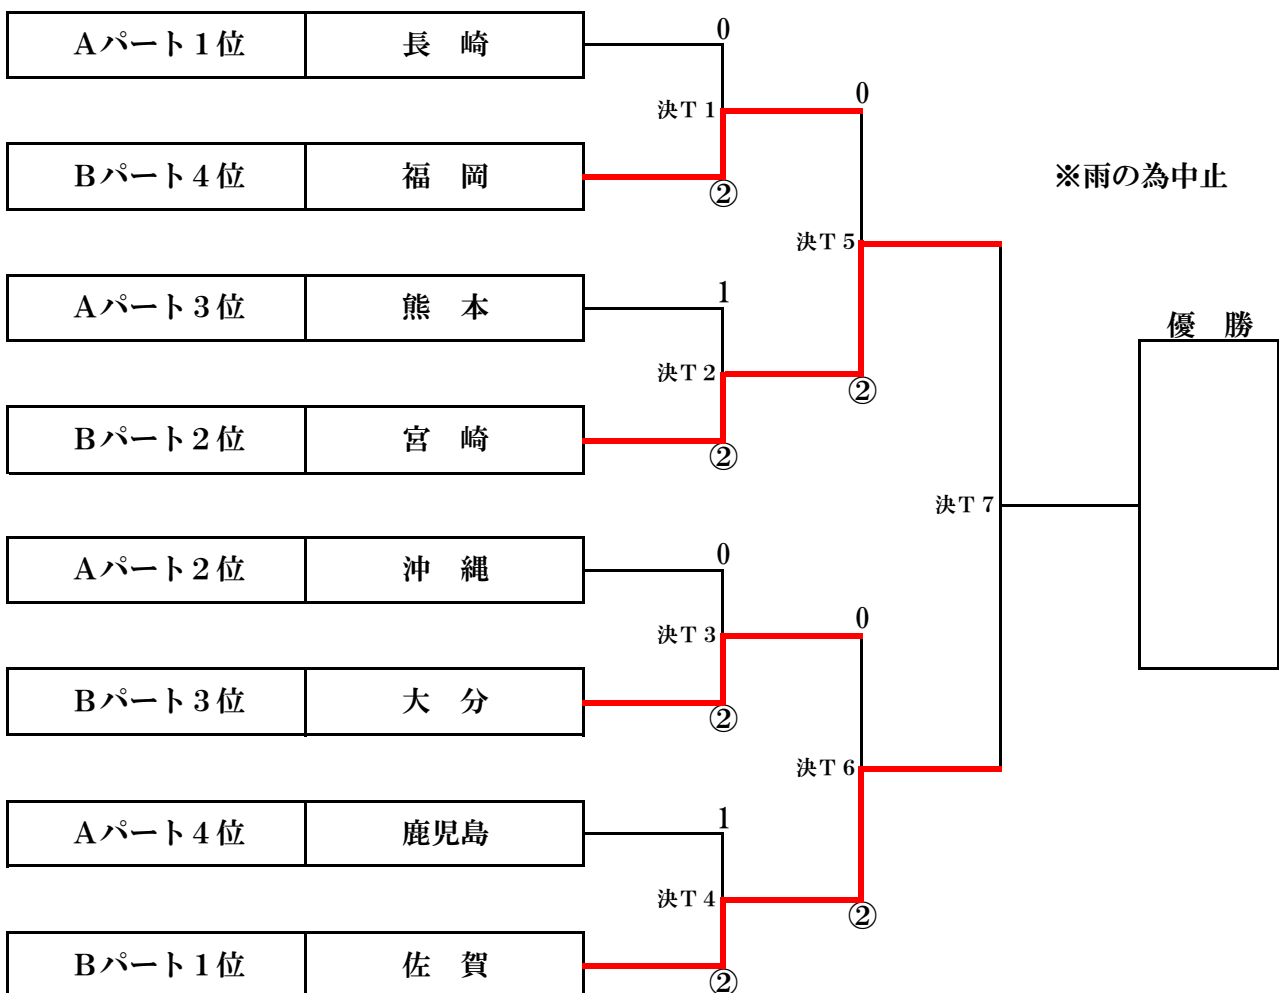 0
Aパート１位 長　崎
0
決Ｔ１
Bパート４位 福　岡 ※雨の為中止
②
決Ｔ５
1
Aパート３位 熊　本
優　勝
決Ｔ２
②
Bパート２位 宮　崎
②
決Ｔ７
0
Aパート２位 沖　縄
0
決Ｔ３
Bパート３位 大　分
②
決Ｔ６
1
Aパート４位 鹿児島
決Ｔ４
②
Bパート１位 佐　賀
②